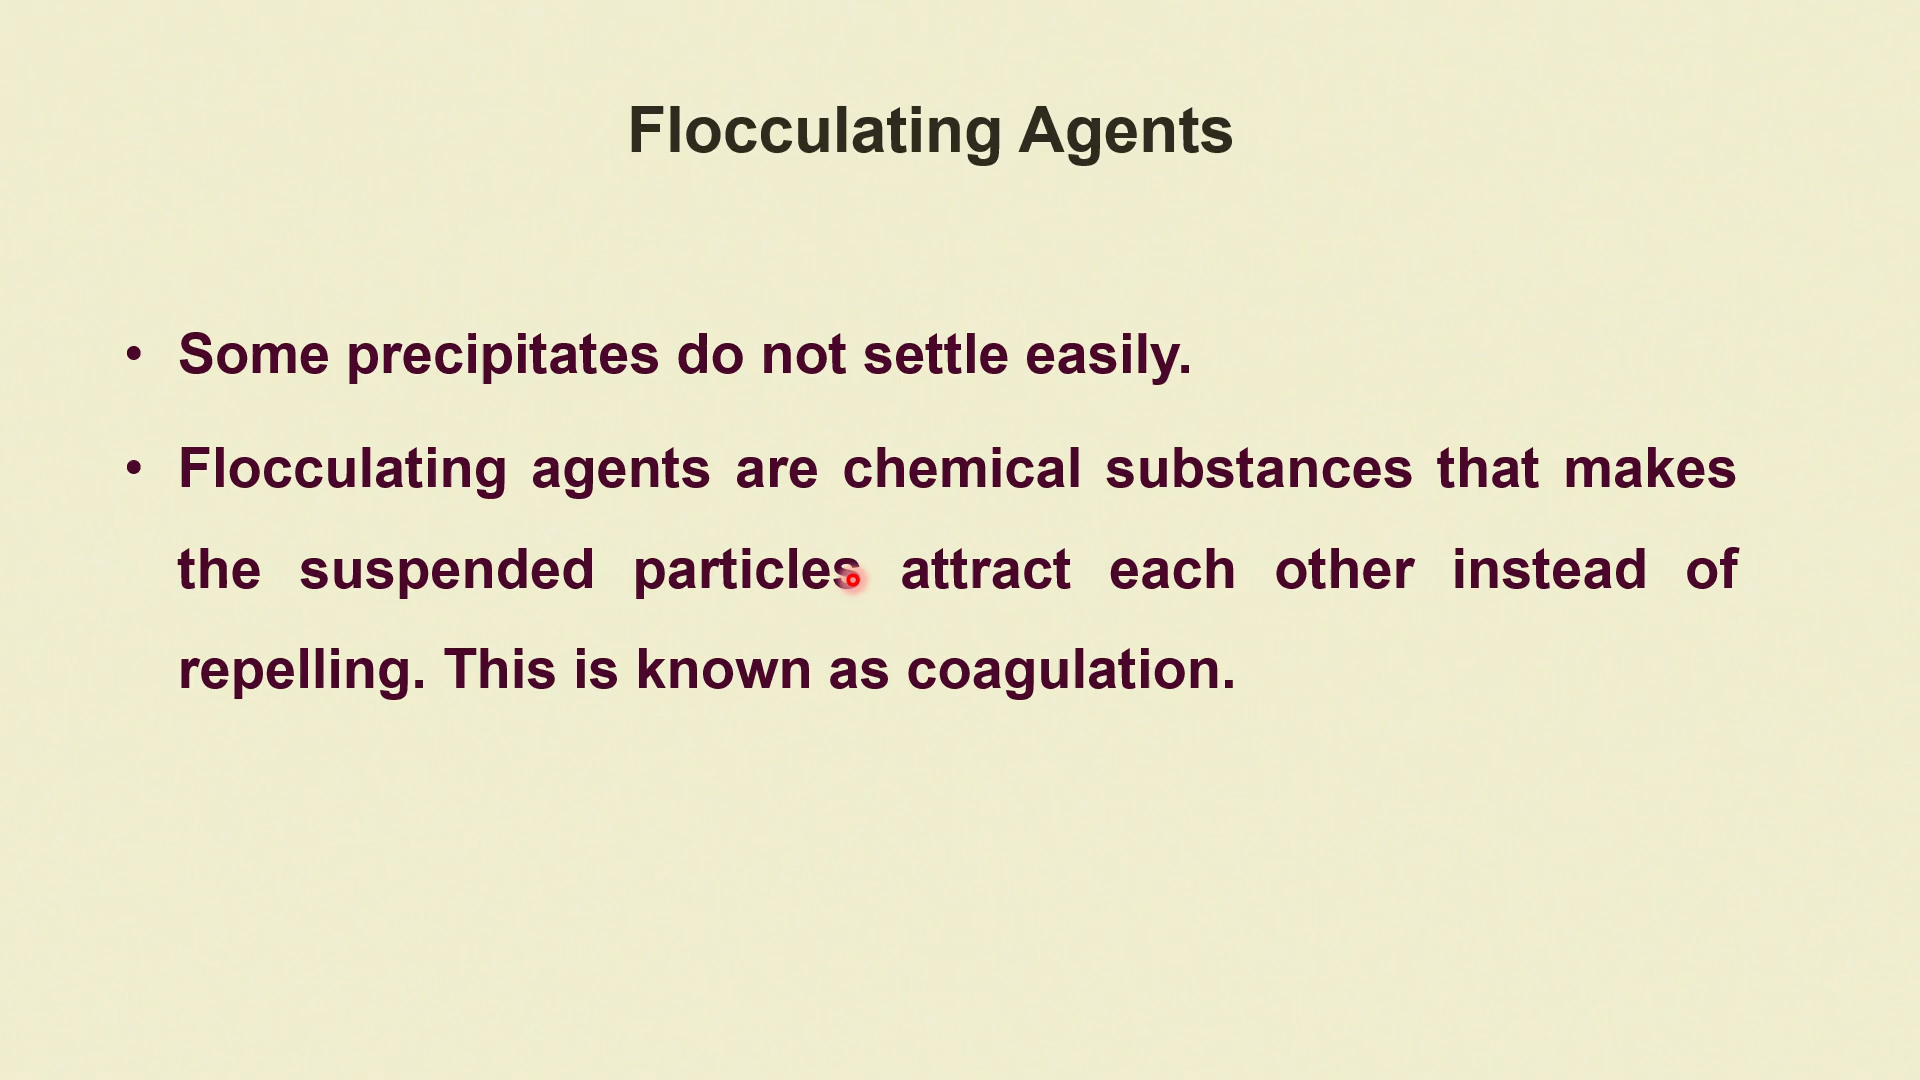 Flocculating Agents
• Some precipitates do not settle easily.
• Flocculating agents are chemical substances that makes
the suspended particles attract each other instead of
repelling. This is known as coagulation.